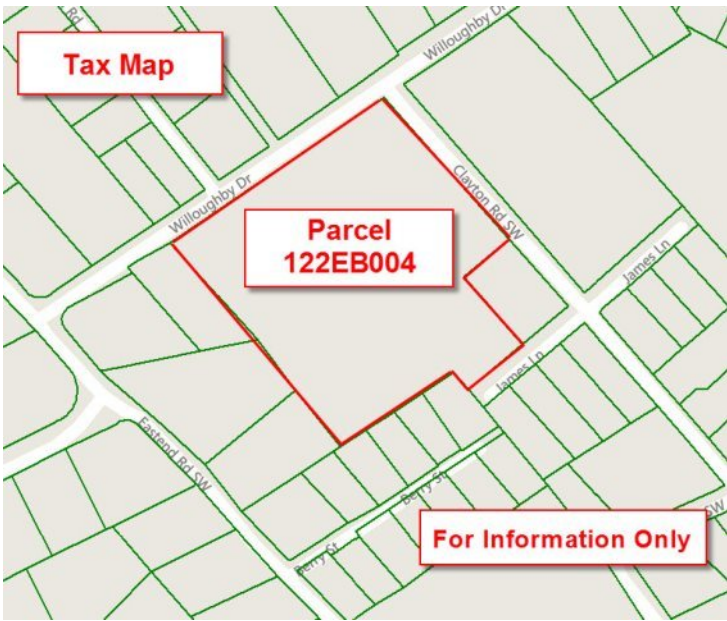 Rd
Willoughby Dr
Tax Map
Willoughby Dr
Clayton Rd SW
Parcel
122EB004
James Ln
James Ln
Eastend Rd SW
Berry St
Berry St
SW
For Information Only